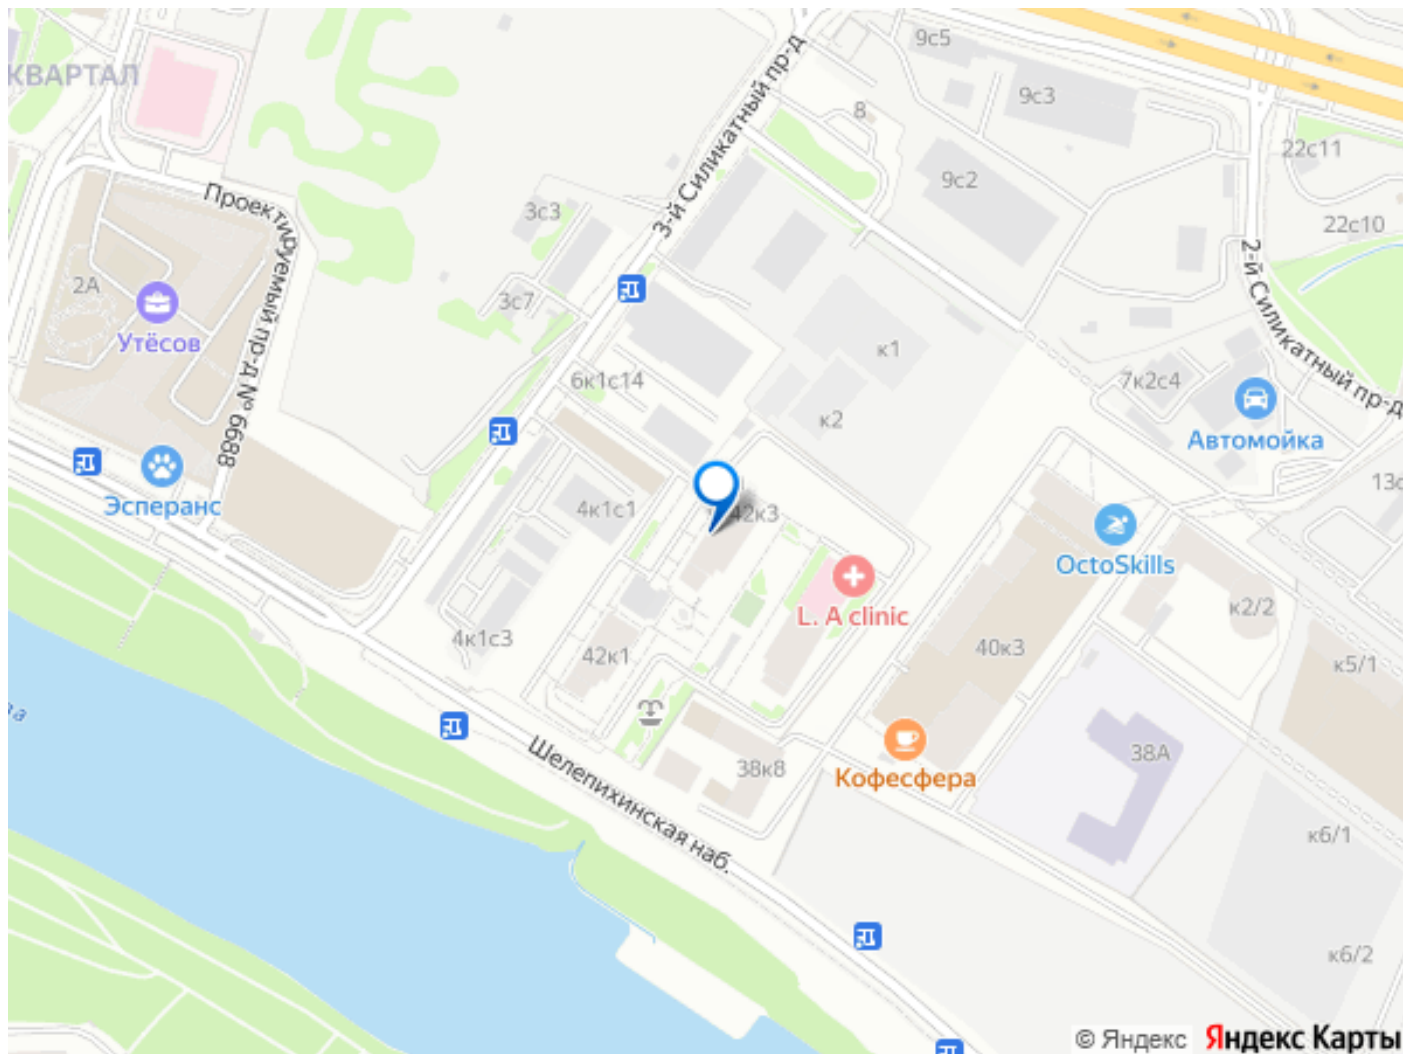 9с5
КВАРТАЛ
9с3
3-й Силикатный пр-д
8
22с11
9с2
Проектируемый пр-д № 6688
3с3
22с10
2А
2-й Силикатный пр-д
3с7
Утёсов
к1
6к1с14
7к2с4
к2
Автомойка
Эсперанс
4к1с1
42к3
13с
OctoSkills
L. A clinic
к2/2
4к1с3
42к1
40к3
к5/1
ва
38А
38к8
Кофесфера
Шелепихинская наб.
к6/1
к6/2
© Яндекс Яндекс Карты